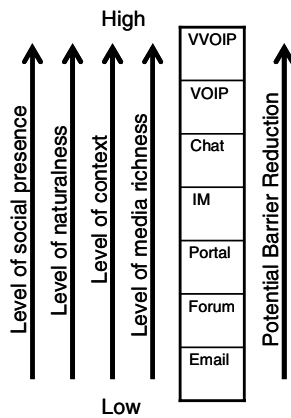 High
Level of social presence
Level of naturalness
Level of context
Level of media richness
VVOIP
VOIP
Chat
IM
Portal
Forum
Email
Potential Barrier Reduction
Low